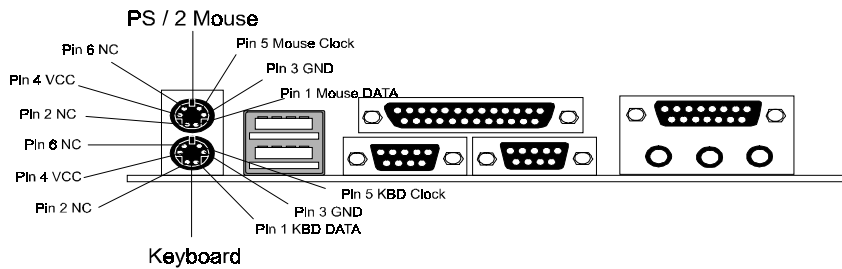 PS / 2 Mouse
Pin 5 Mouse Clock
Pin 6 NC
Pin 3 GND
Pin 4 VCC
Pin 1 Mouse DATA
Pin 2 NC
Pin 6 NC
Pin 4 VCC
Pin 5 KBD Clock
Pin 2 NC
Pin 3 GND
Pin 1 KBD DATA
Keyboard